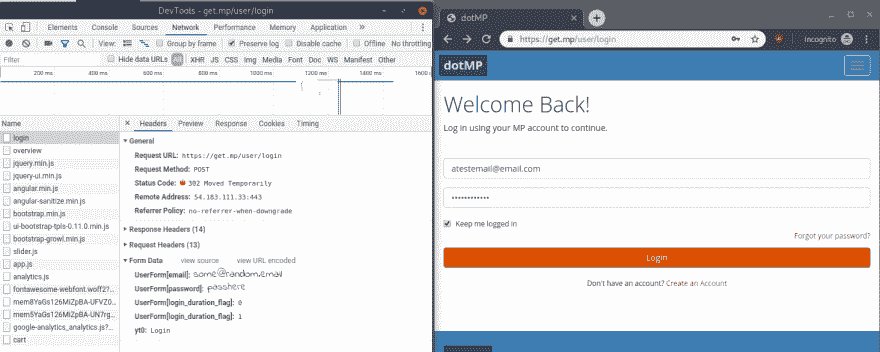 DevTools - get.mp/user/login
Elements Console Sources Network Performance Memory Application »
View: Group by frame Preserve log Disable cache Offline No throttling
Filter Hide data URLs All XHR JS CSS Img Media Font Doc WS Manifest Other
200 ms 400 ms 600 ms 800 ms 1000 ms 1200 ms 1400 ms 1600
Name
login
overview
jquery.min.js
jquery-ui.min.js
angular.min.js
angular-sanitize.min.js
bootstrap.min.js
ui-bootstrap-tpls-0.11.0.min.js
bootstrap-growl.min.js
slider.js
app.js
analytics.js
fontawesome-webfont.woff2?...
mem8YaGs126MiZpBA-UFVZ0...
mem5YaGs126MiZpBA-UN7rg...
google-analytics_analytics.js?...
cart
× Headers Preview Response Cookies Timing
General
Request URL: https://get.mp/user/login
Request Method: POST
Status Code: 302 Moved Temporarily
Remote Address: 54.183.111.33:443
Referrer Policy: no-referrer-when-downgrade
Response Headers (14)
Request Headers (13)
Form Data view source view URL encoded
UserForm[email]: some@random.email
UserForm[password]: passhere
UserForm[login_duration_flag]: 0
UserForm[login_duration_flag]: 1
yt0: Login
dotMP
https://get.mp/user/login
Incognito
dotMP
Welcome Back!
Log in using your MP account to continue.
atestemail@email.com
••••••••••••
Keep me logged in
Forgot your password?
Login
Don't have an account? Create an Account